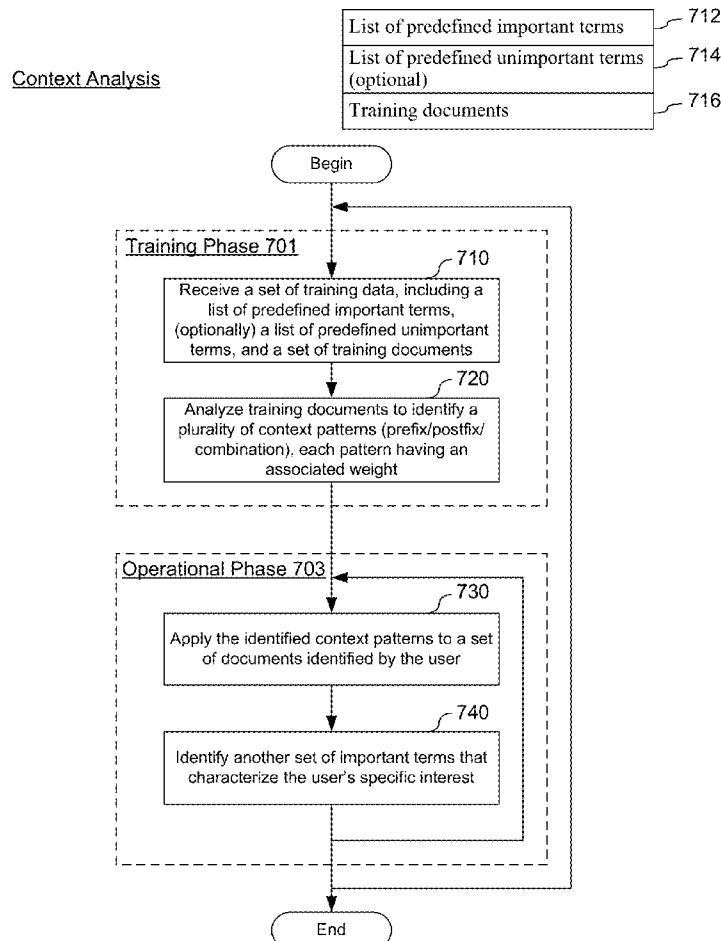 List of predefined important terms
712
List of predefined unimportant terms
(optional)
714
Training documents
716
Context Analysis
Begin
Training Phase 701
710
Receive a set of training data, including a
list of predefined important terms,
(optionally) a list of predefined unimportant
terms, and a set of training documents
720
Analyze training documents to identify a
plurality of context patterns (prefix/postfix/
combination), each pattern having an
associated weight
Operational Phase 703
730
Apply the identified context patterns to a set
of documents identified by the user
740
Identify another set of important terms that
characterize the user's specific interest
End